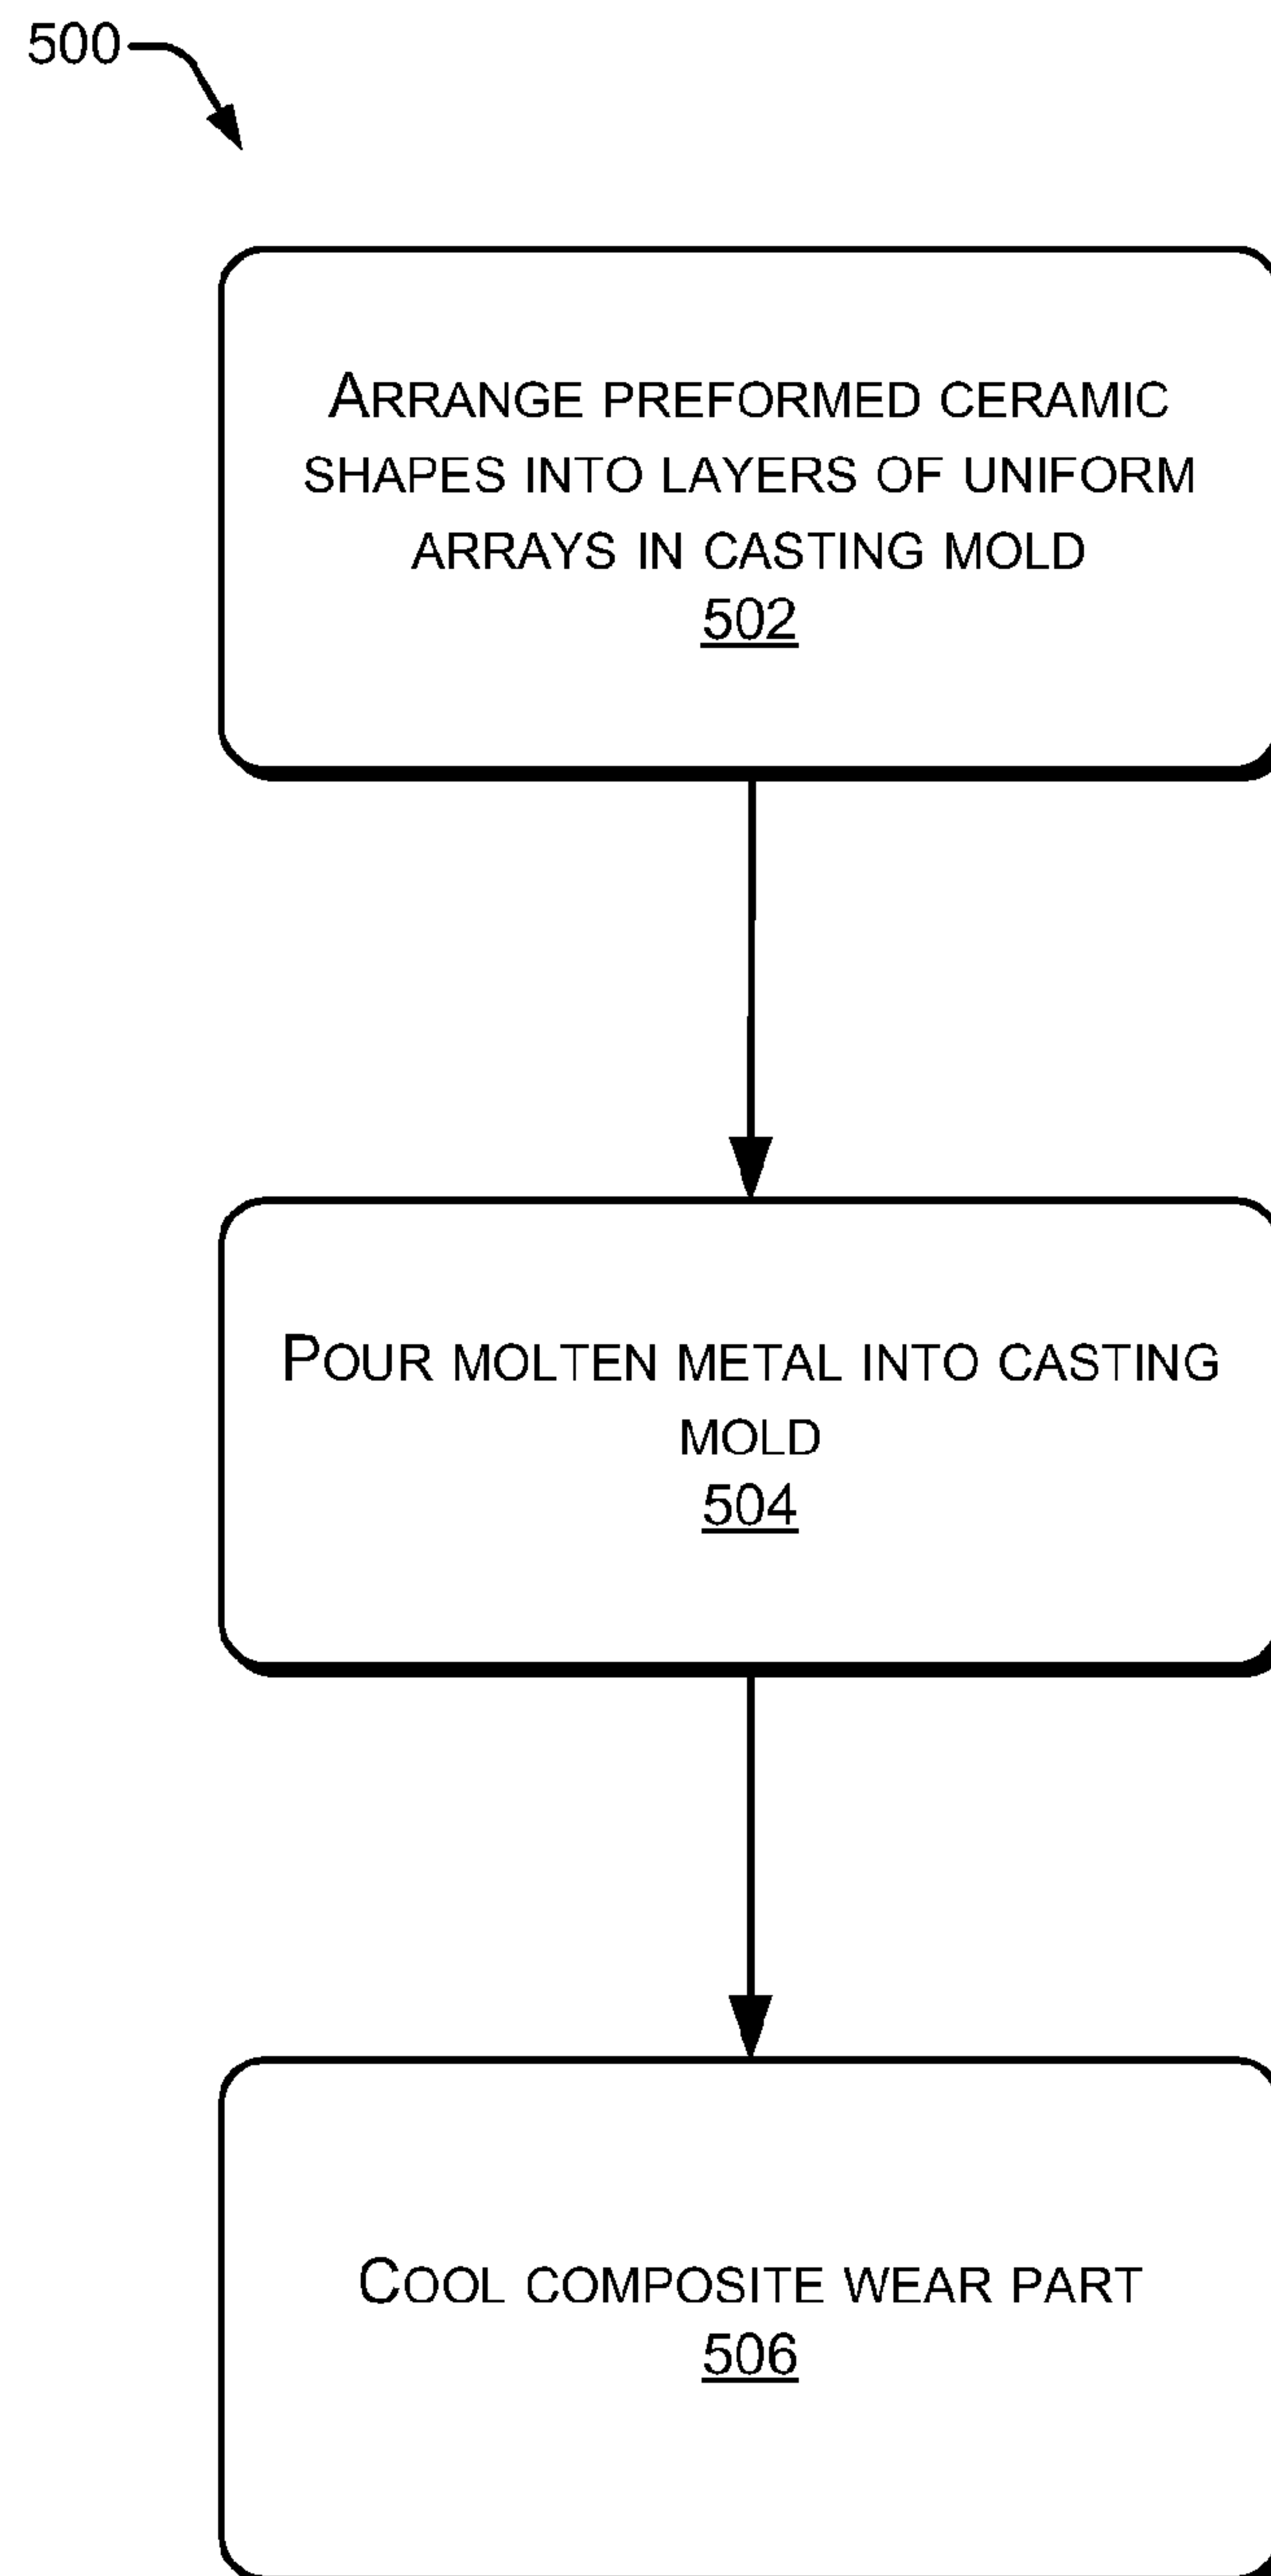 500
ARRANGE PREFORMED CERAMIC
SHAPES INTO LAYERS OF UNIFORM
ARRAYS IN CASTING MOLD
502
POUR MOLTEN METAL INTO CASTING
MOLD
504
COOL COMPOSITE WEAR PART
506